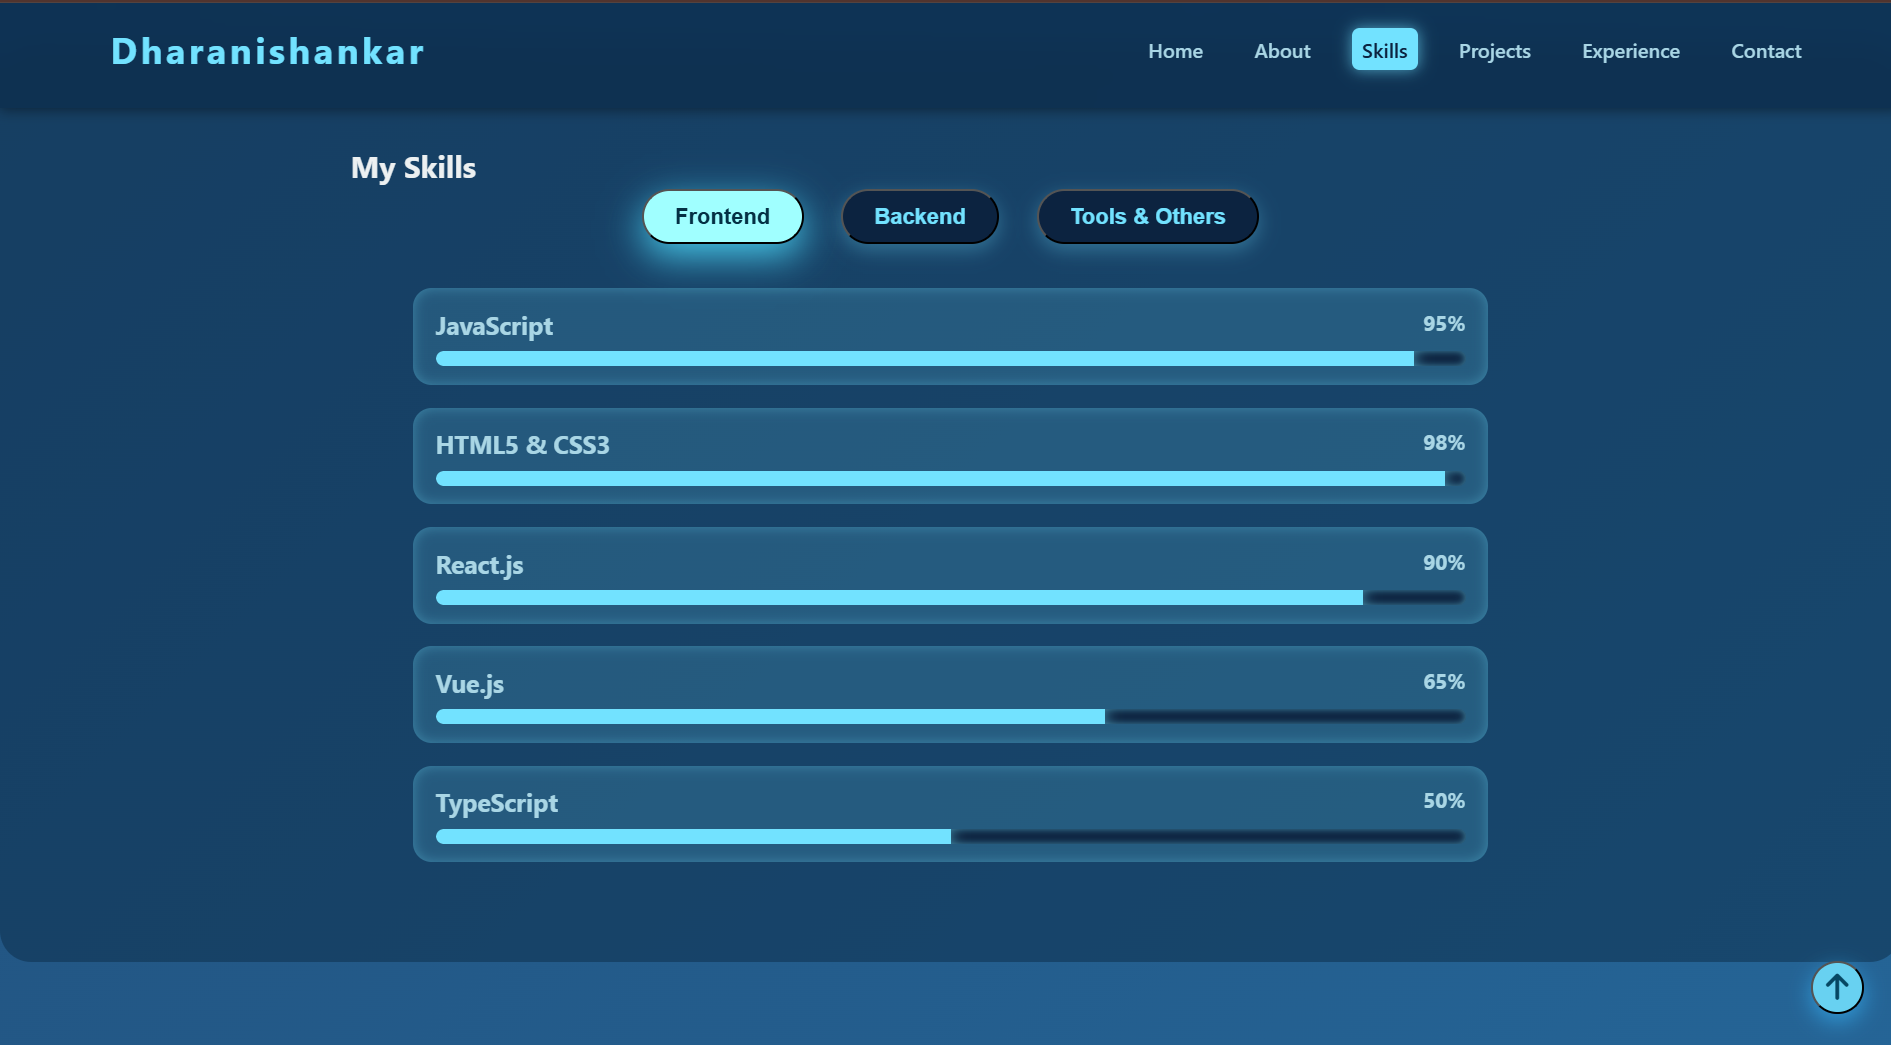 Dharanishankar
Home About Skills Projects Experience Contact
My Skills
Frontend Backend Tools & Others
JavaScript 95%
HTML5 & CSS3 98%
React.js 90%
Vue.js 65%
TypeScript 50%